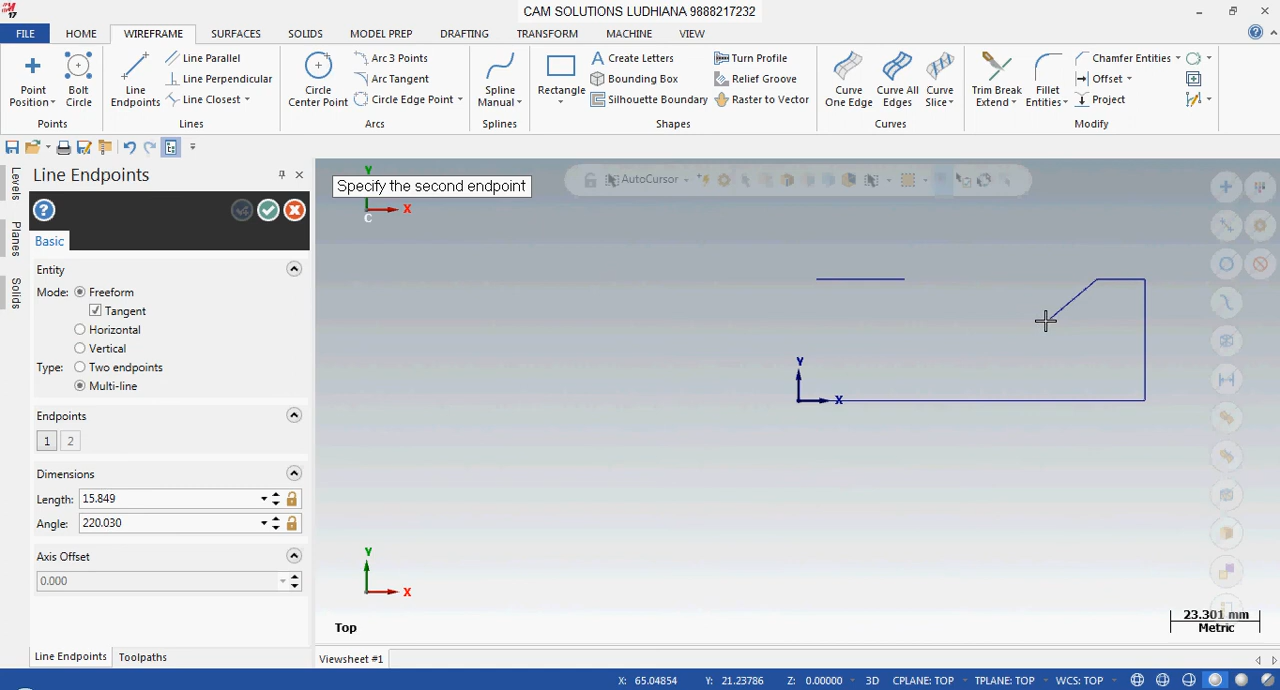 CAM SOLUTIONS LUDHIANA 9888217232
17
FILE HOME WIREFRAME SURFACES SOLIDS MODEL PREP DRAFTING TRANSFORM MACHINE VIEW
Point Position
Bolt Circle
Points
Line Endpoints
Line Parallel
Line Perpendicular
Line Closest
Lines
Circle Center Point
Arc 3 Points
Arc Tangent
Circle Edge Point
Arcs
Spline Manual
Splines
Rectangle
Create Letters
Bounding Box
Silhouette Boundary
Turn Profile
Relief Groove
Raster to Vector
Shapes
Curve One Edge
Curve All Edges
Curve Slice
Curves
Trim Break Extend
Fillet Entities
Chamfer Entities
Offset
Project
Modify
Levels
Planes
Solids
Line Endpoints
Basic
Entity
Mode: Freeform
Tangent
Horizontal
Vertical
Type: Two endpoints
Multi-line
Endpoints
1 2
Dimensions
Length: 15.849
Angle: 220.030
Axis Offset
0.000
Line Endpoints Toolpaths
Specify the second endpoint
AutoCursor
Y
X
C
Y
X
Y
X
Top
23.301 mm
Metric
Viewsheet #1
X: 65.04854 Y: 21.23786 Z: 0.00000 3D CPLANE: TOP TPLANE: TOP WCS: TOP